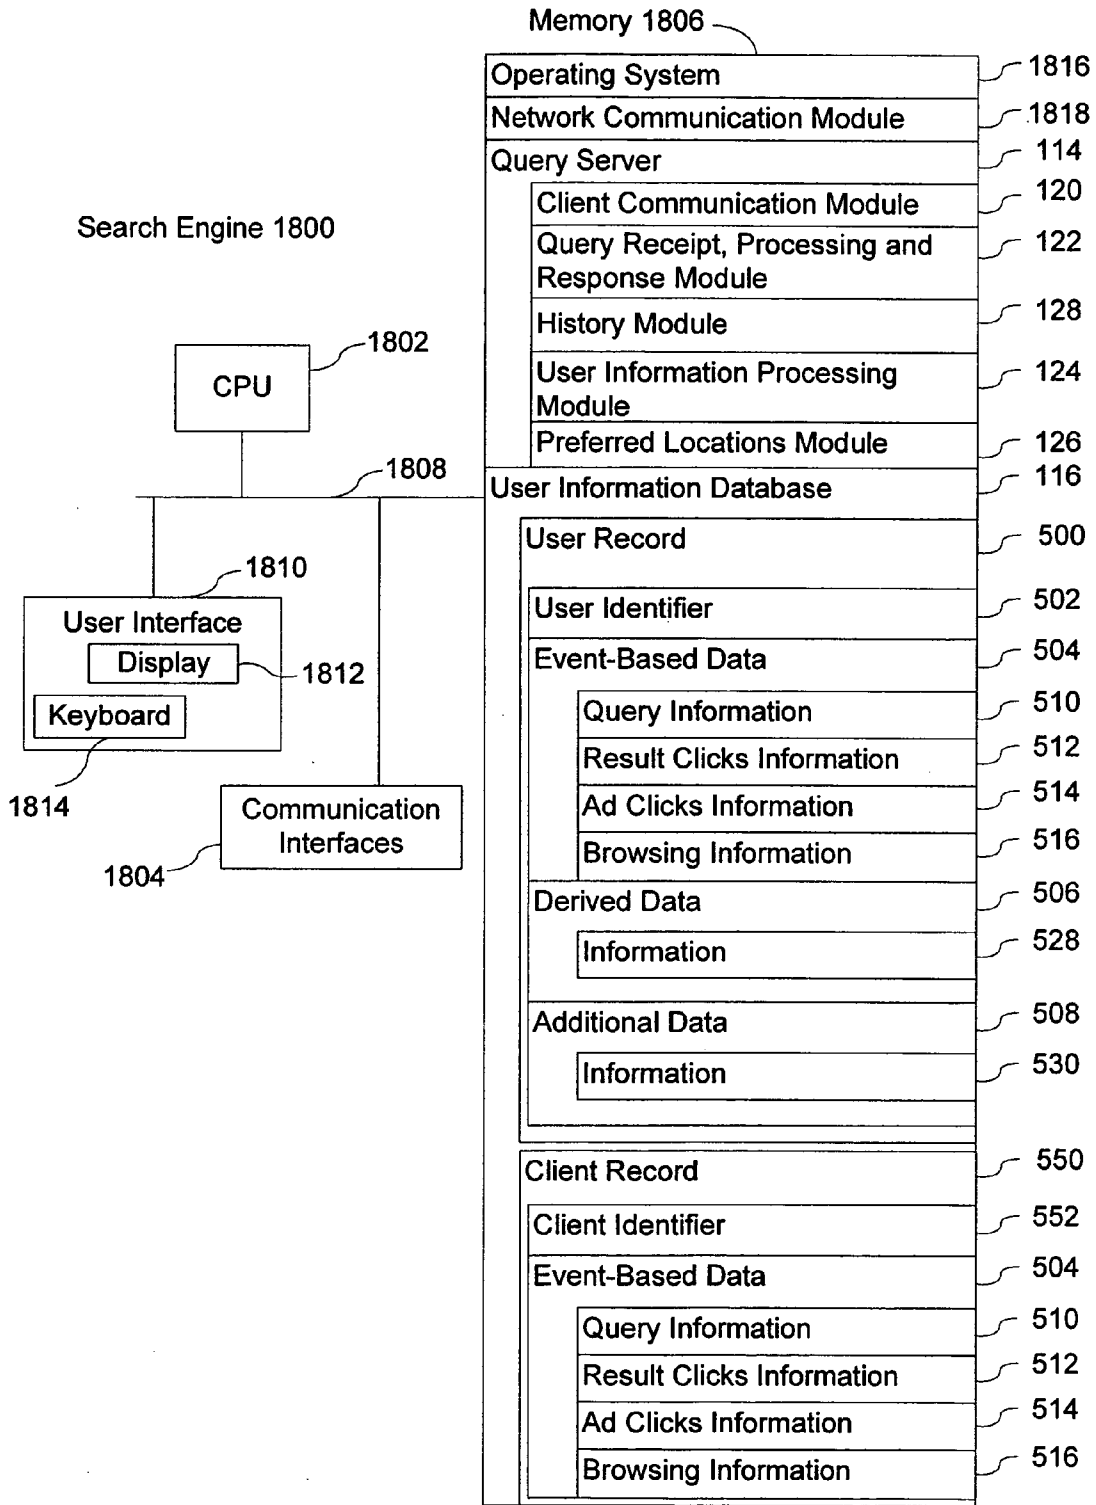 Memory 1806
Operating System 1816
Network Communication Module 1818
Query Server 114
Client Communication Module 120
Search Engine 1800
Query Receipt, Processing and 122
Response Module
History Module 128
1802
CPU
User Information Processing 124
Module
Preferred Locations Module 126
1808
User Information Database 116
User Record 500
1810
User Identifier 502
User Interface
Display
1812
Keyboard
1814
Event-Based Data 504
Query Information 510
Result Clicks Information 512
Ad Clicks Information 514
Communication
Interfaces
1804
Browsing Information 516
Derived Data 506
Information 528
Additional Data 508
Information 530
Client Record 550
Client Identifier 552
Event-Based Data 504
Query Information 510
Result Clicks Information 512
Ad Clicks Information 514
Browsing Information 516